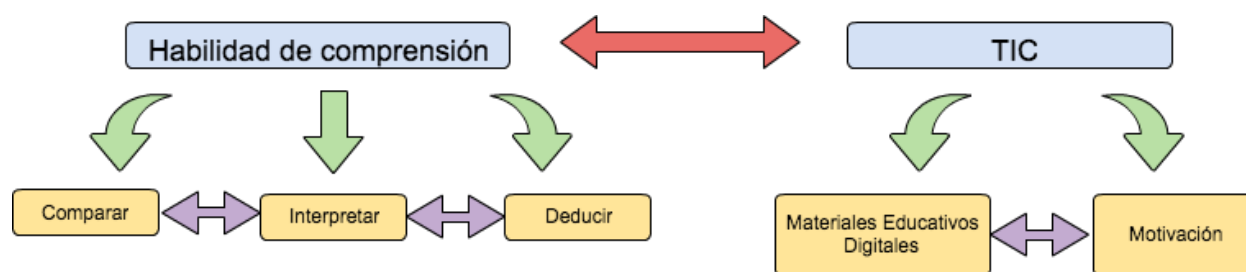 Habilidad de comprensión
TIC
Comparar
Interpretar
Deducir
Materiales Educativos
Digitales
Motivación